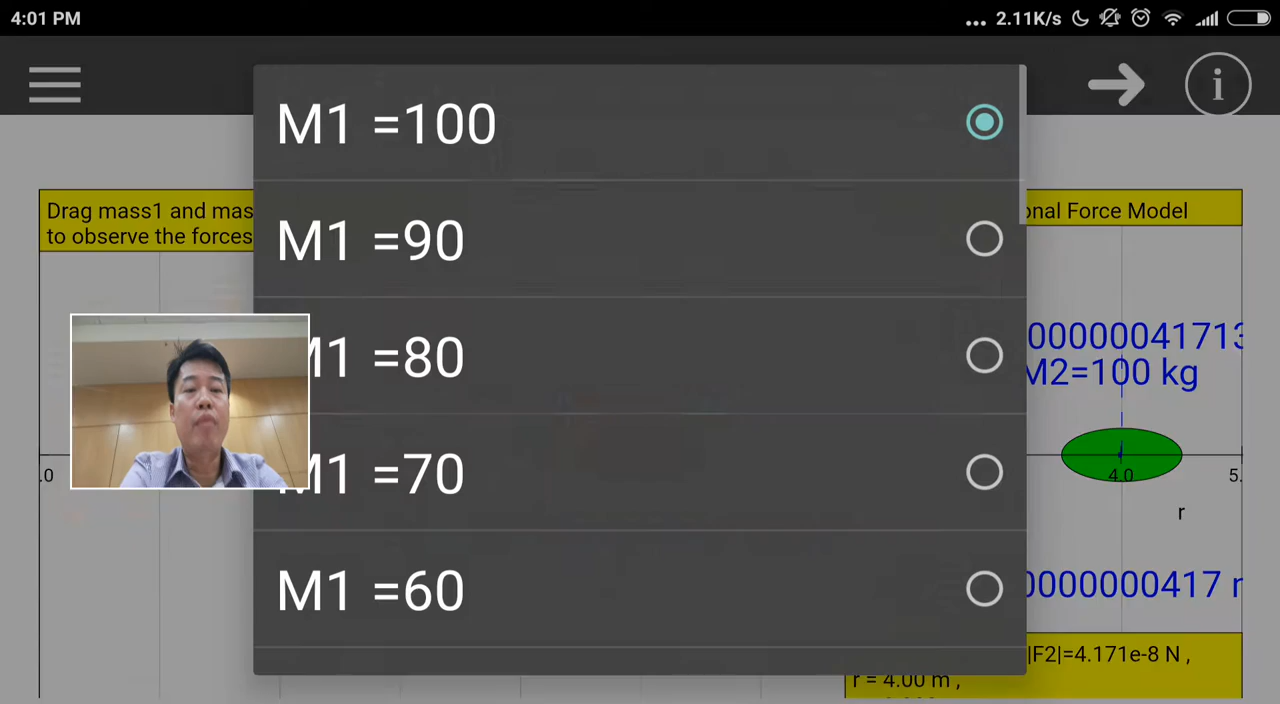 4:01 PM
... 2.11K/s
M1 =100
M1 =90
M1 =80
M1 =70
M1 =60
Drag mass1 and mas
to observe the forces
onal Force Model
00000041713
M2=100 kg
.0
4.0
5.
r
0000000417 r
|F2|=4.171e-8 N ,
r = 4.00 m ,